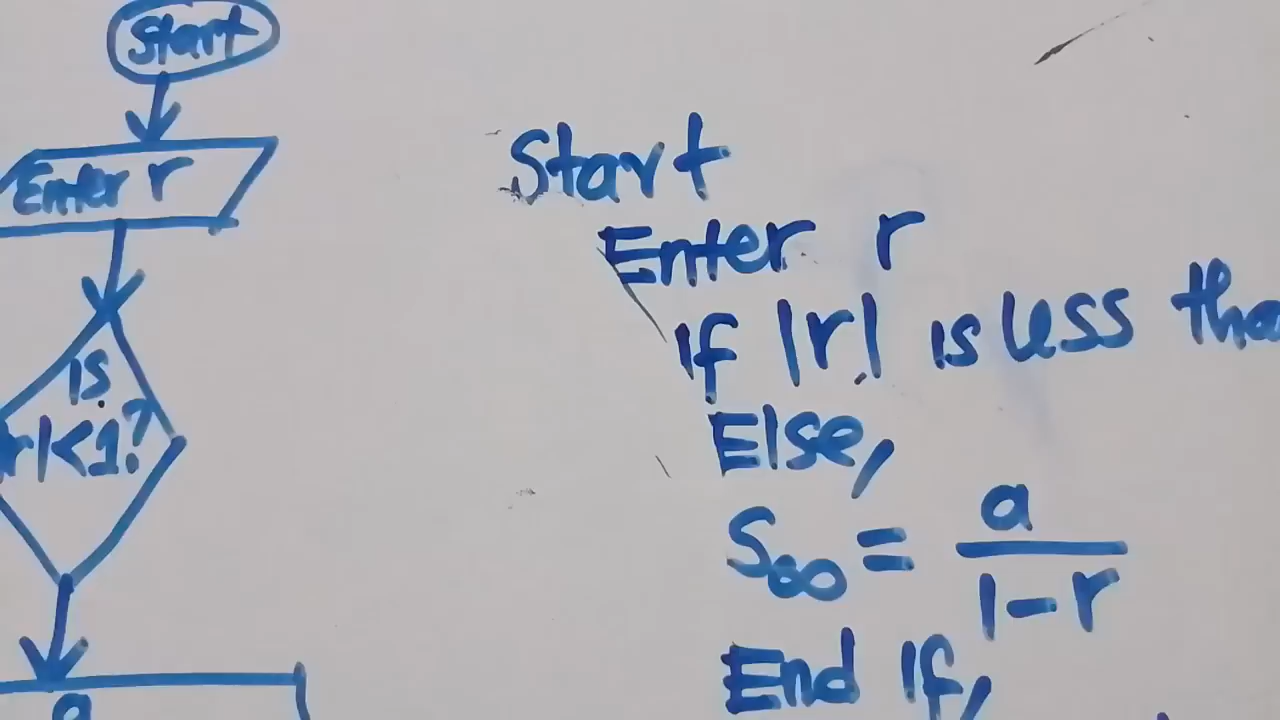 Start
Enter r
is
|r|<1?
a
Start
Enter r
If |r| is less
Else,
S∞ = a
1-r
End If,